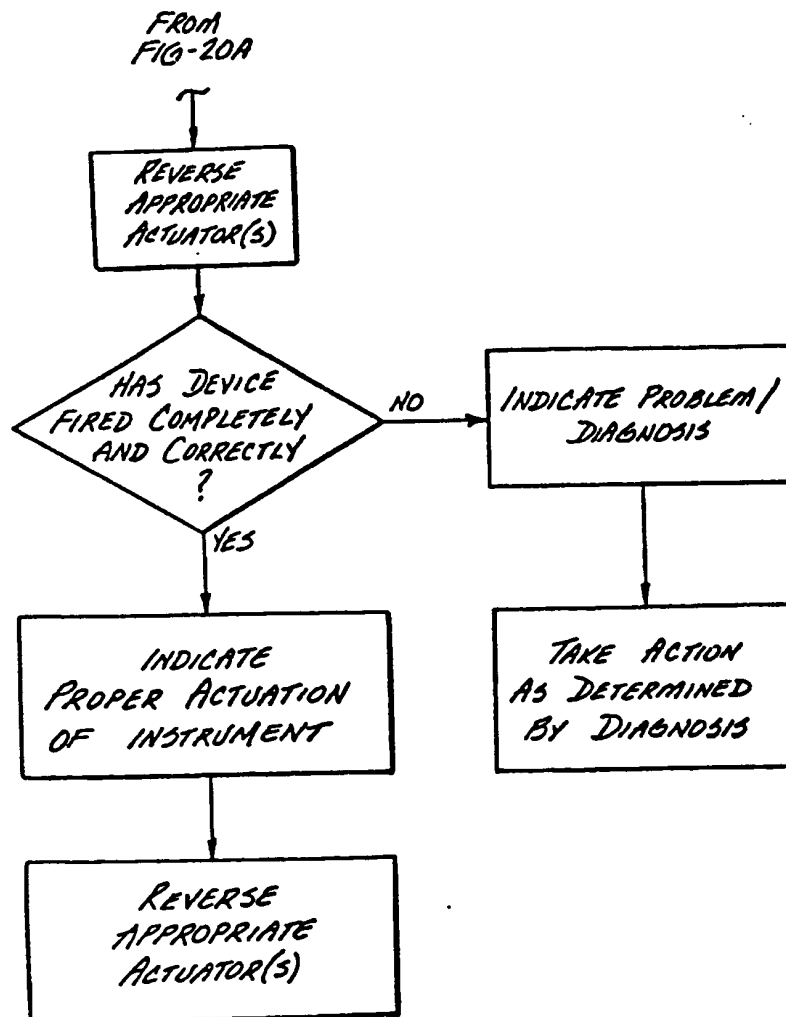 FROM
FIG-20A
REVERSE
APPROPRIATE
ACTUATOR(S)
HAS DEVICE
FIRED COMPLETELY
AND CORRECTLY
?
NO
INDICATE PROBLEM/
DIAGNOSIS
YES
INDICATE
PROPER ACTUATION
OF INSTRUMENT
TAKE ACTION
AS DETERMINED
BY DIAGNOSIS
REVERSE
APPROPRIATE
ACTUATOR(S)